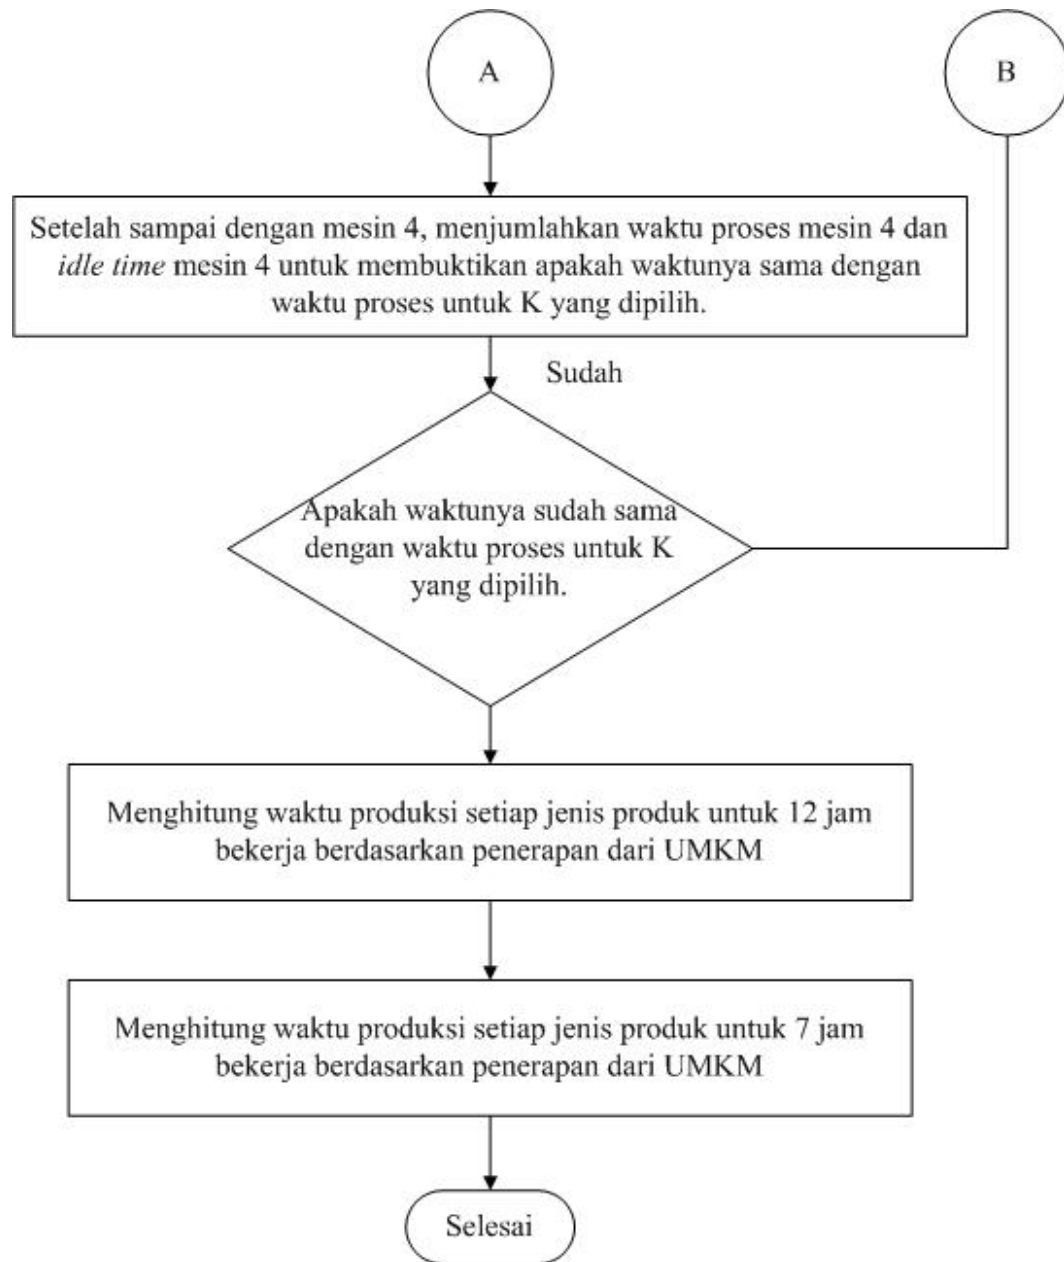 A
B
Setelah sampai dengan mesin 4, menjumlahkan waktu proses mesin 4 dan
idle time mesin 4 untuk membuktikan apakah waktunya sama dengan
waktu proses untuk K yang dipilih.
Sudah
Apakah waktunya sudah sama
dengan waktu proses untuk K
yang dipilih.
Menghitung waktu produksi setiap jenis produk untuk 12 jam
bekerja berdasarkan penerapan dari UMKM
Menghitung waktu produksi setiap jenis produk untuk 7 jam
bekerja berdasarkan penerapan dari UMKM
Selesai